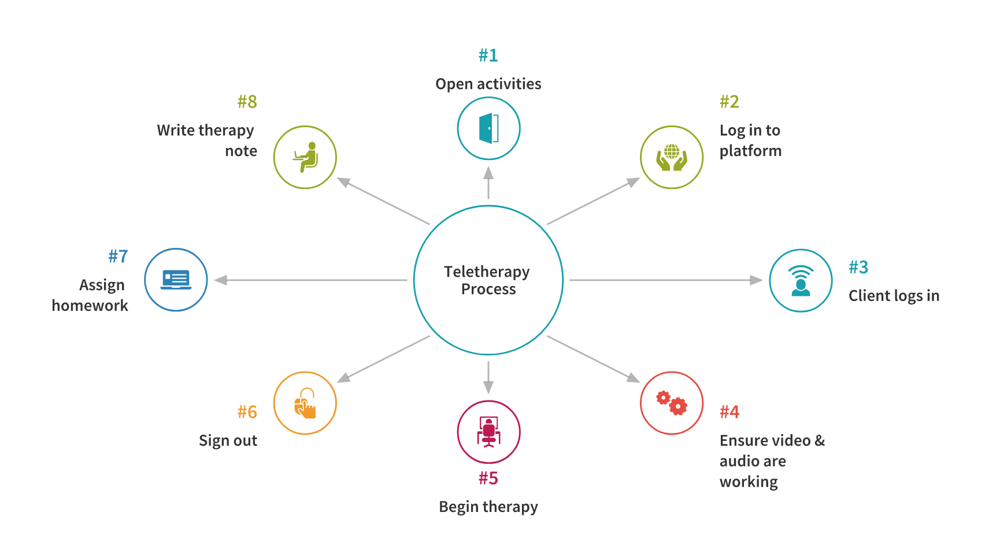 #1
Open activities
#2
Log in to
platform
#3
Client logs in
#4
Ensure video &
audio are
working
#5
Begin therapy
#6
Sign out
#7
Assign
homework
#8
Write therapy
note
Teletherapy
Process